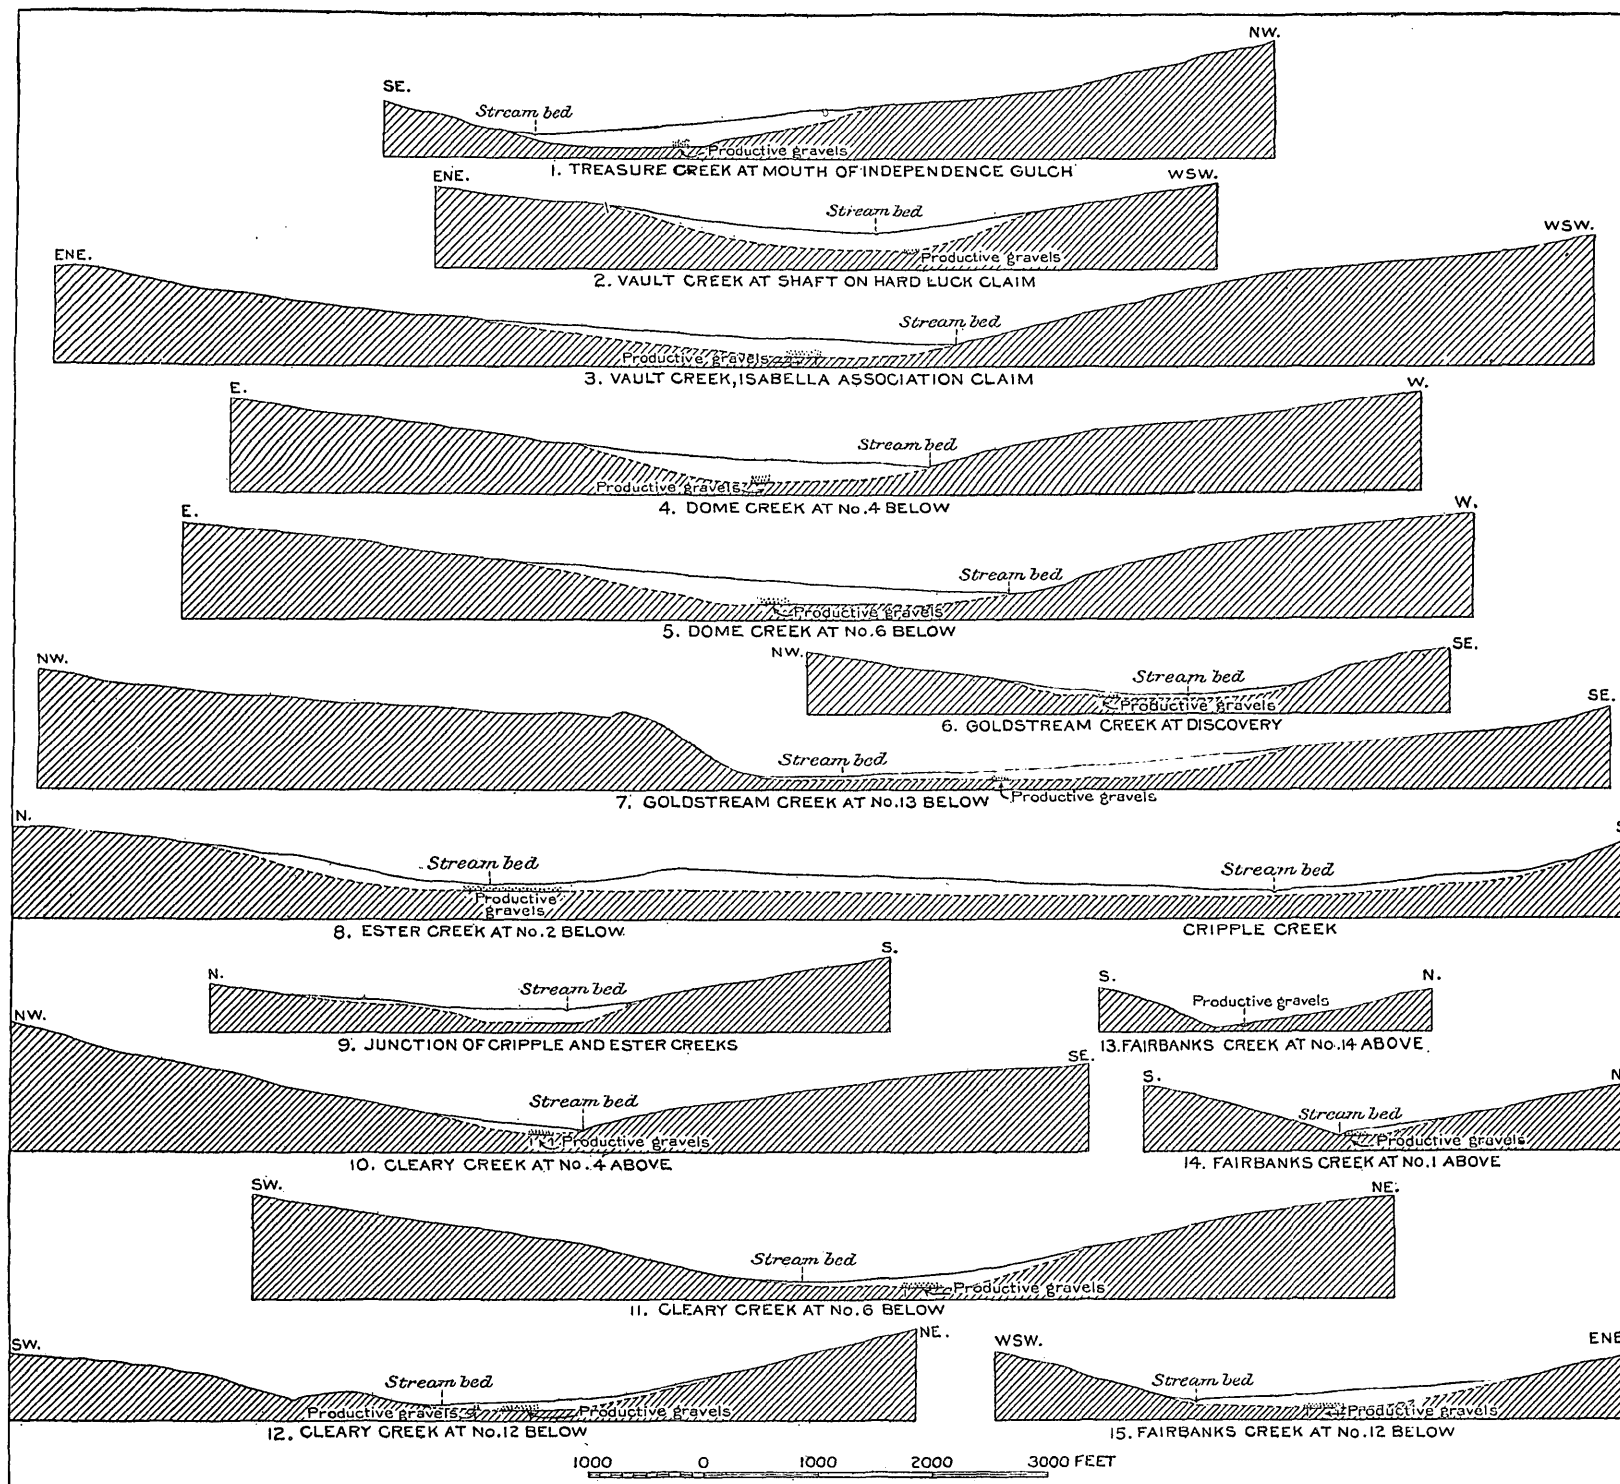 NW.
SE.
Stream bed
Productive gravels
1. TREASURE CREEK AT MOUTH OF INDEPENDENCE GULCH
ENE.
WSW.
Stream bed
Productive gravels
2. VAULT CREEK AT SHAFT ON HARD LUCK CLAIM
ENE.
WSW.
Stream bed
Productive gravels
3. VAULT CREEK, ISABELLA ASSOCIATION CLAIM
E.
W.
Stream bed
Productive gravels
4. DOME CREEK AT No.4 BELOW
E.
W.
Stream bed
Productive gravels
5. DOME CREEK AT No.6 BELOW
NW.
SE.
Stream bed
Productive gravels
6. GOLDSTREAM CREEK AT DISCOVERY
NW.
SE.
Stream bed
Productive gravels
7. GOLDSTREAM CREEK AT No.13 BELOW
N.
S
Stream bed
Stream bed
Productive
gravels
8. ESTER CREEK AT No.2 BELOW.
CRIPPLE CREEK
N.
S.
Stream bed
9. JUNCTION OF CRIPPLE AND ESTER CREEKS
S.
N.
Productive gravels
13. FAIRBANKS CREEK AT No.14 ABOVE.
NW.
SE.
Stream bed
Productive gravels
10. CLEARY CREEK AT No.4 ABOVE
S.
N
Stream bed
Productive gravels
14. FAIRBANKS CREEK AT No.1 ABOVE
SW.
NE.
Stream bed
Productive gravels
11. CLEARY CREEK AT No.6 BELOW
SW.
NE.
Stream bed
Productive gravels
Productive gravels
12. CLEARY CREEK AT No.12 BELOW
WSW.
ENE
Stream bed
Productive gravels
15. FAIRBANKS CREEK AT No.12 BELOW
1000 0 1000 2000 3000 FEET